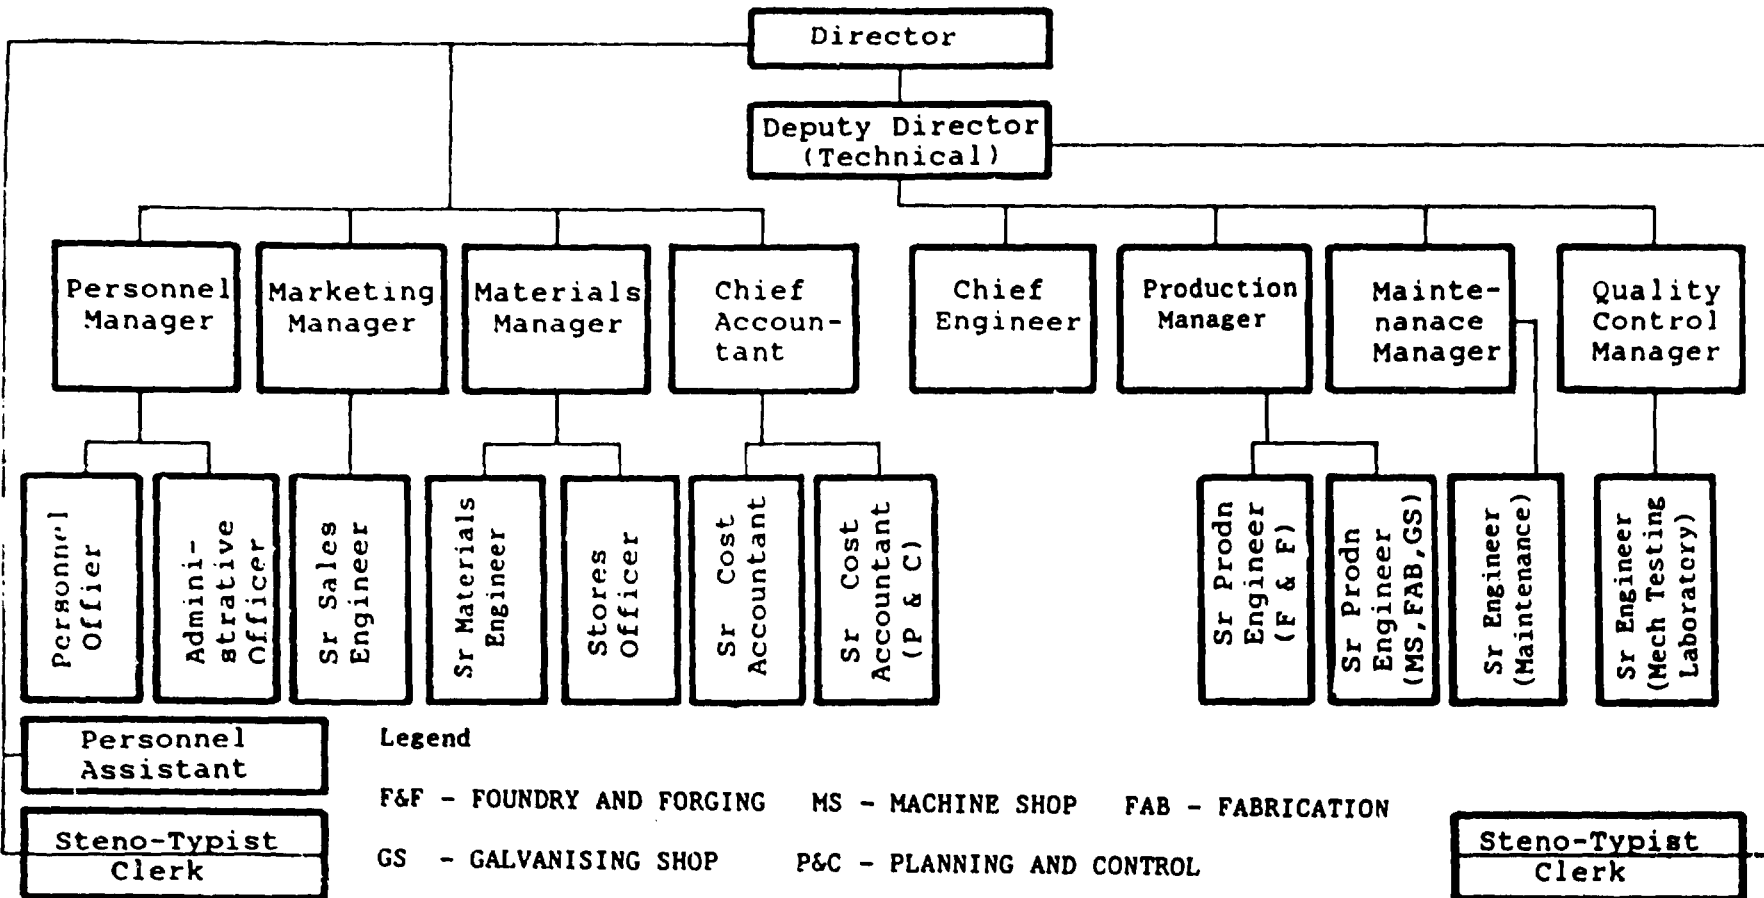 Director
Deputy Director
(Technical)
Personnel
Manager
Marketing
Manager
Materials
Manager
Chief
Accoun-
tant
Chief
Engineer
Production
Manager
Mainte-
nanace
Manager
Quality
Control
Manager
Personnel
Offier
Admini-
strative
Officer
Sr Sales
Engineer
Sr Materials
Engineer
Stores
Officer
Sr Cost
Accountant
Sr Cost
Accountant
(P & C)
Sr Prodn
Engineer
(F & F)
Sr Prodn
Engineer
(MS,FAB,GS)
Sr Engineer
(Maintenance)
Sr Engineer
(Mech Testing
Laboratory)
Personnel
Assistant
Steno-Typist
Clerk
Legend
F&F - FOUNDRY AND FORGING MS - MACHINE SHOP FAB - FABRICATION
GS - GALVANISING SHOP P&C - PLANNING AND CONTROL
Steno-Typist
Clerk